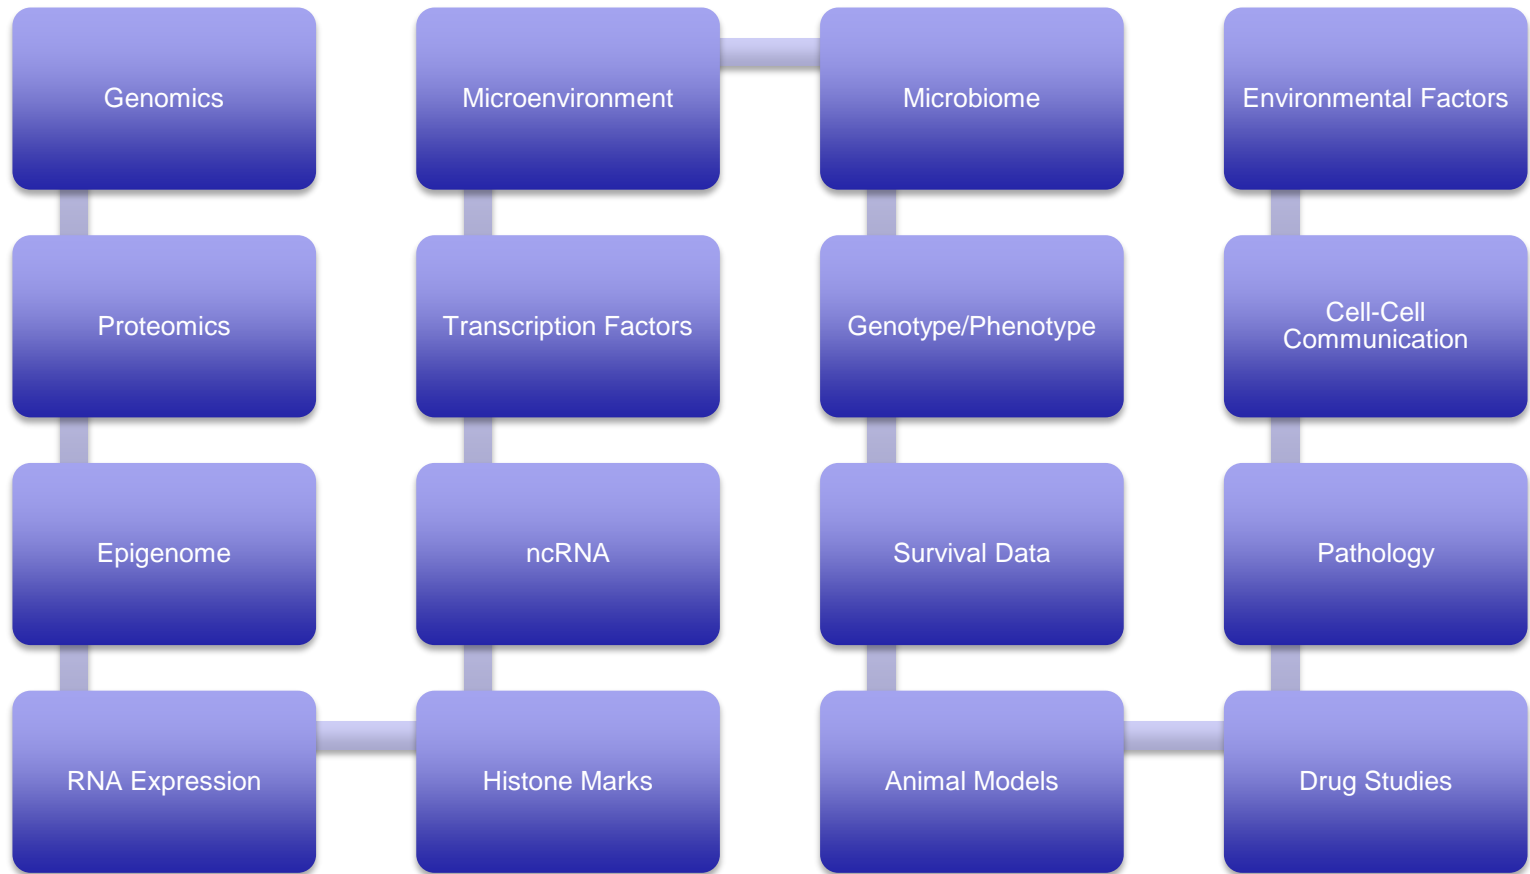 Genomics
Proteomics
Epigenome
RNA Expression
Histone Marks
ncRNA
Transcription Factors
Microenvironment
Microbiome
Genotype/Phenotype
Survival Data
Animal Models
Drug Studies
Pathology
Cell-Cell
Communication
Environmental Factors